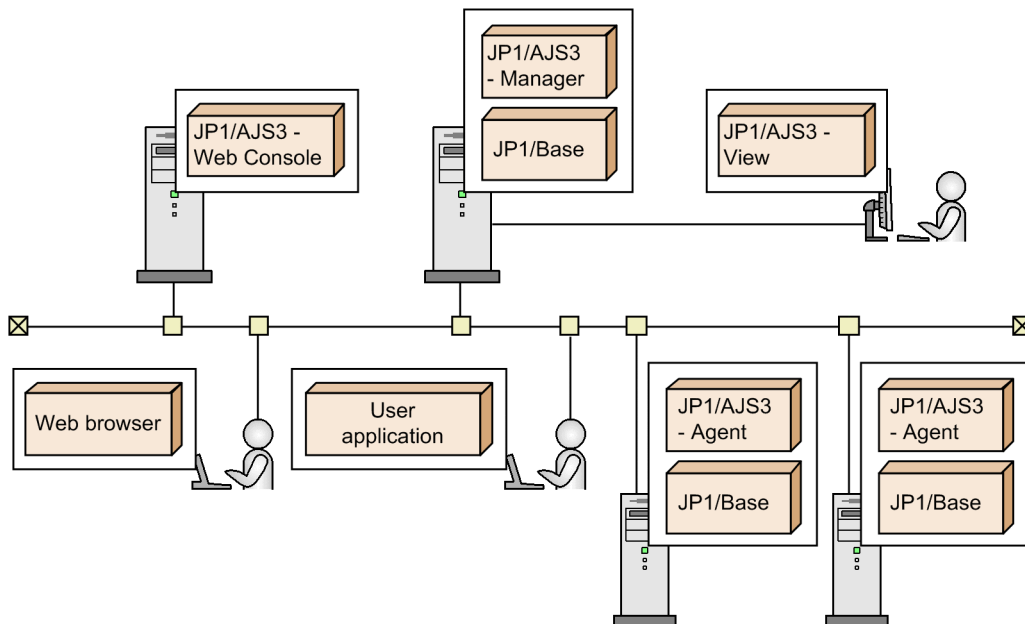 JP1/AJS3 -
Web Console
JP1/AJS3
- Manager
JP1/Base
JP1/AJS3 -
View
Web browser
User
application
JP1/AJS3
- Agent
JP1/Base
JP1/AJS3
- Agent
JP1/Base